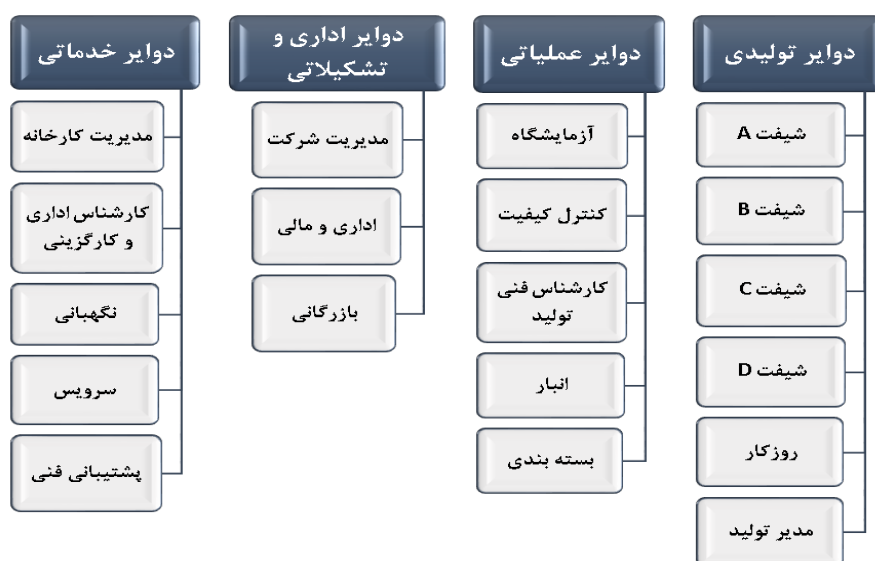 دوایر تولیدی
شیفت A
شیفت B
شیفت C
شیفت D
روزکار
مدیر تولید
دوایر عملیاتی
آزمایشگاه
کنترل کیفیت
کارشناس فنی
تولید
انبار
بسته بندی
دوایر اداری و
تشکیلاتی
مدیریت شرکت
اداری و مالی
بازرگانی
دوایر خدماتی
مدیریت کارخانه
کارشناس اداری
و کارگزینی
نگهبانی
سرویس
پشتیبانی فنی